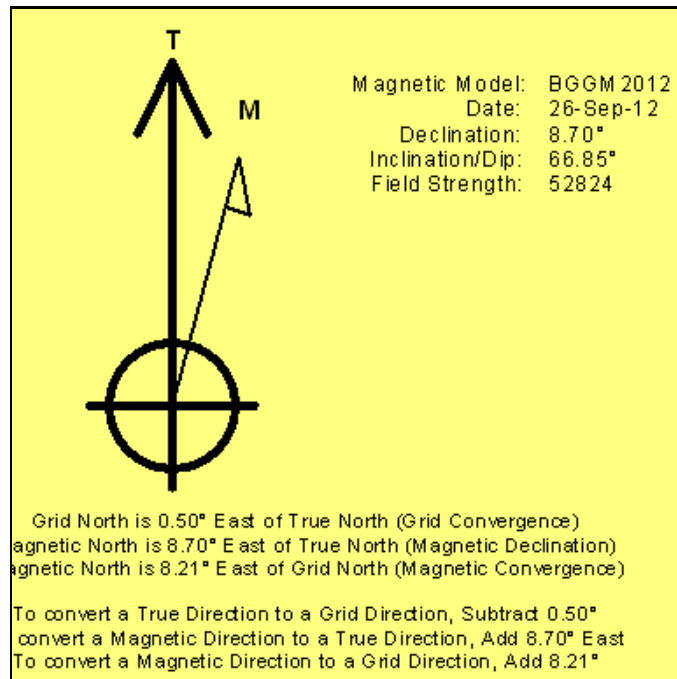 T
M
Magnetic Model: BGGM 2012
Date: 26-Sep-12
Declination: 8.70°
Inclination/Dip: 66.85°
Field Strength: 52824
Grid North is 0.50° East of True North (Grid Convergence)
agnetic North is 8.70° East of True North (Magnetic Declination)
agnetic North is 8.21° East of Grid North (Magnetic Convergence)
To convert a True Direction to a Grid Direction, Subtract 0.50°
convert a Magnetic Direction to a True Direction, Add 8.70° East
To convert a Magnetic Direction to a Grid Direction, Add 8.21°